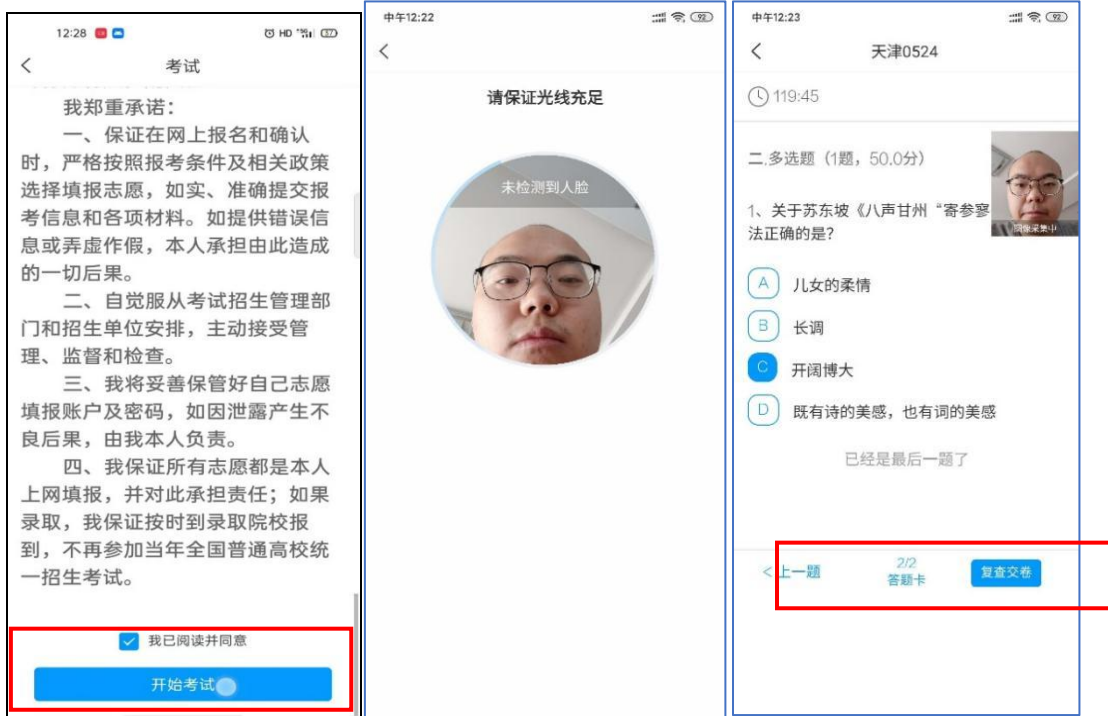 12:28
HD 5G 37
考试
我郑重承诺：
一、保证在网上报名和确认
时，严格按照报考条件及相关政策
选择填报志愿，如实、准确提交报
考信息和各项材料。如提供错误信
息或弄虚作假，本人承担由此造成
的一切后果。
二、自觉服从考试招生管理部
门和招生单位安排，主动接受管
理、监督和检查。
三、我将妥善保管好自己志愿
填报账户及密码，如因泄露产生不
良后果，由我本人负责。
四、我保证所有志愿都是本人
上网填报，并对此承担责任；如果
录取，我保证按时到录取院校报
到，不再参加当年全国普通高校统
一招生考试。
我已阅读并同意
开始考试
中午12:22
92
请保证光线充足
未检测到人脸
中午12:23
92
天津0524
119:45
二.多选题（1题，50.0分）
1、关于苏东坡《八声甘州“寄参寥
法正确的是？
图像采集中
A 儿女的柔情
B 长调
C 开阔博大
D 既有诗的美感，也有词的美感
已经是最后一题了
<上一题
2/2
答题卡
复查交卷